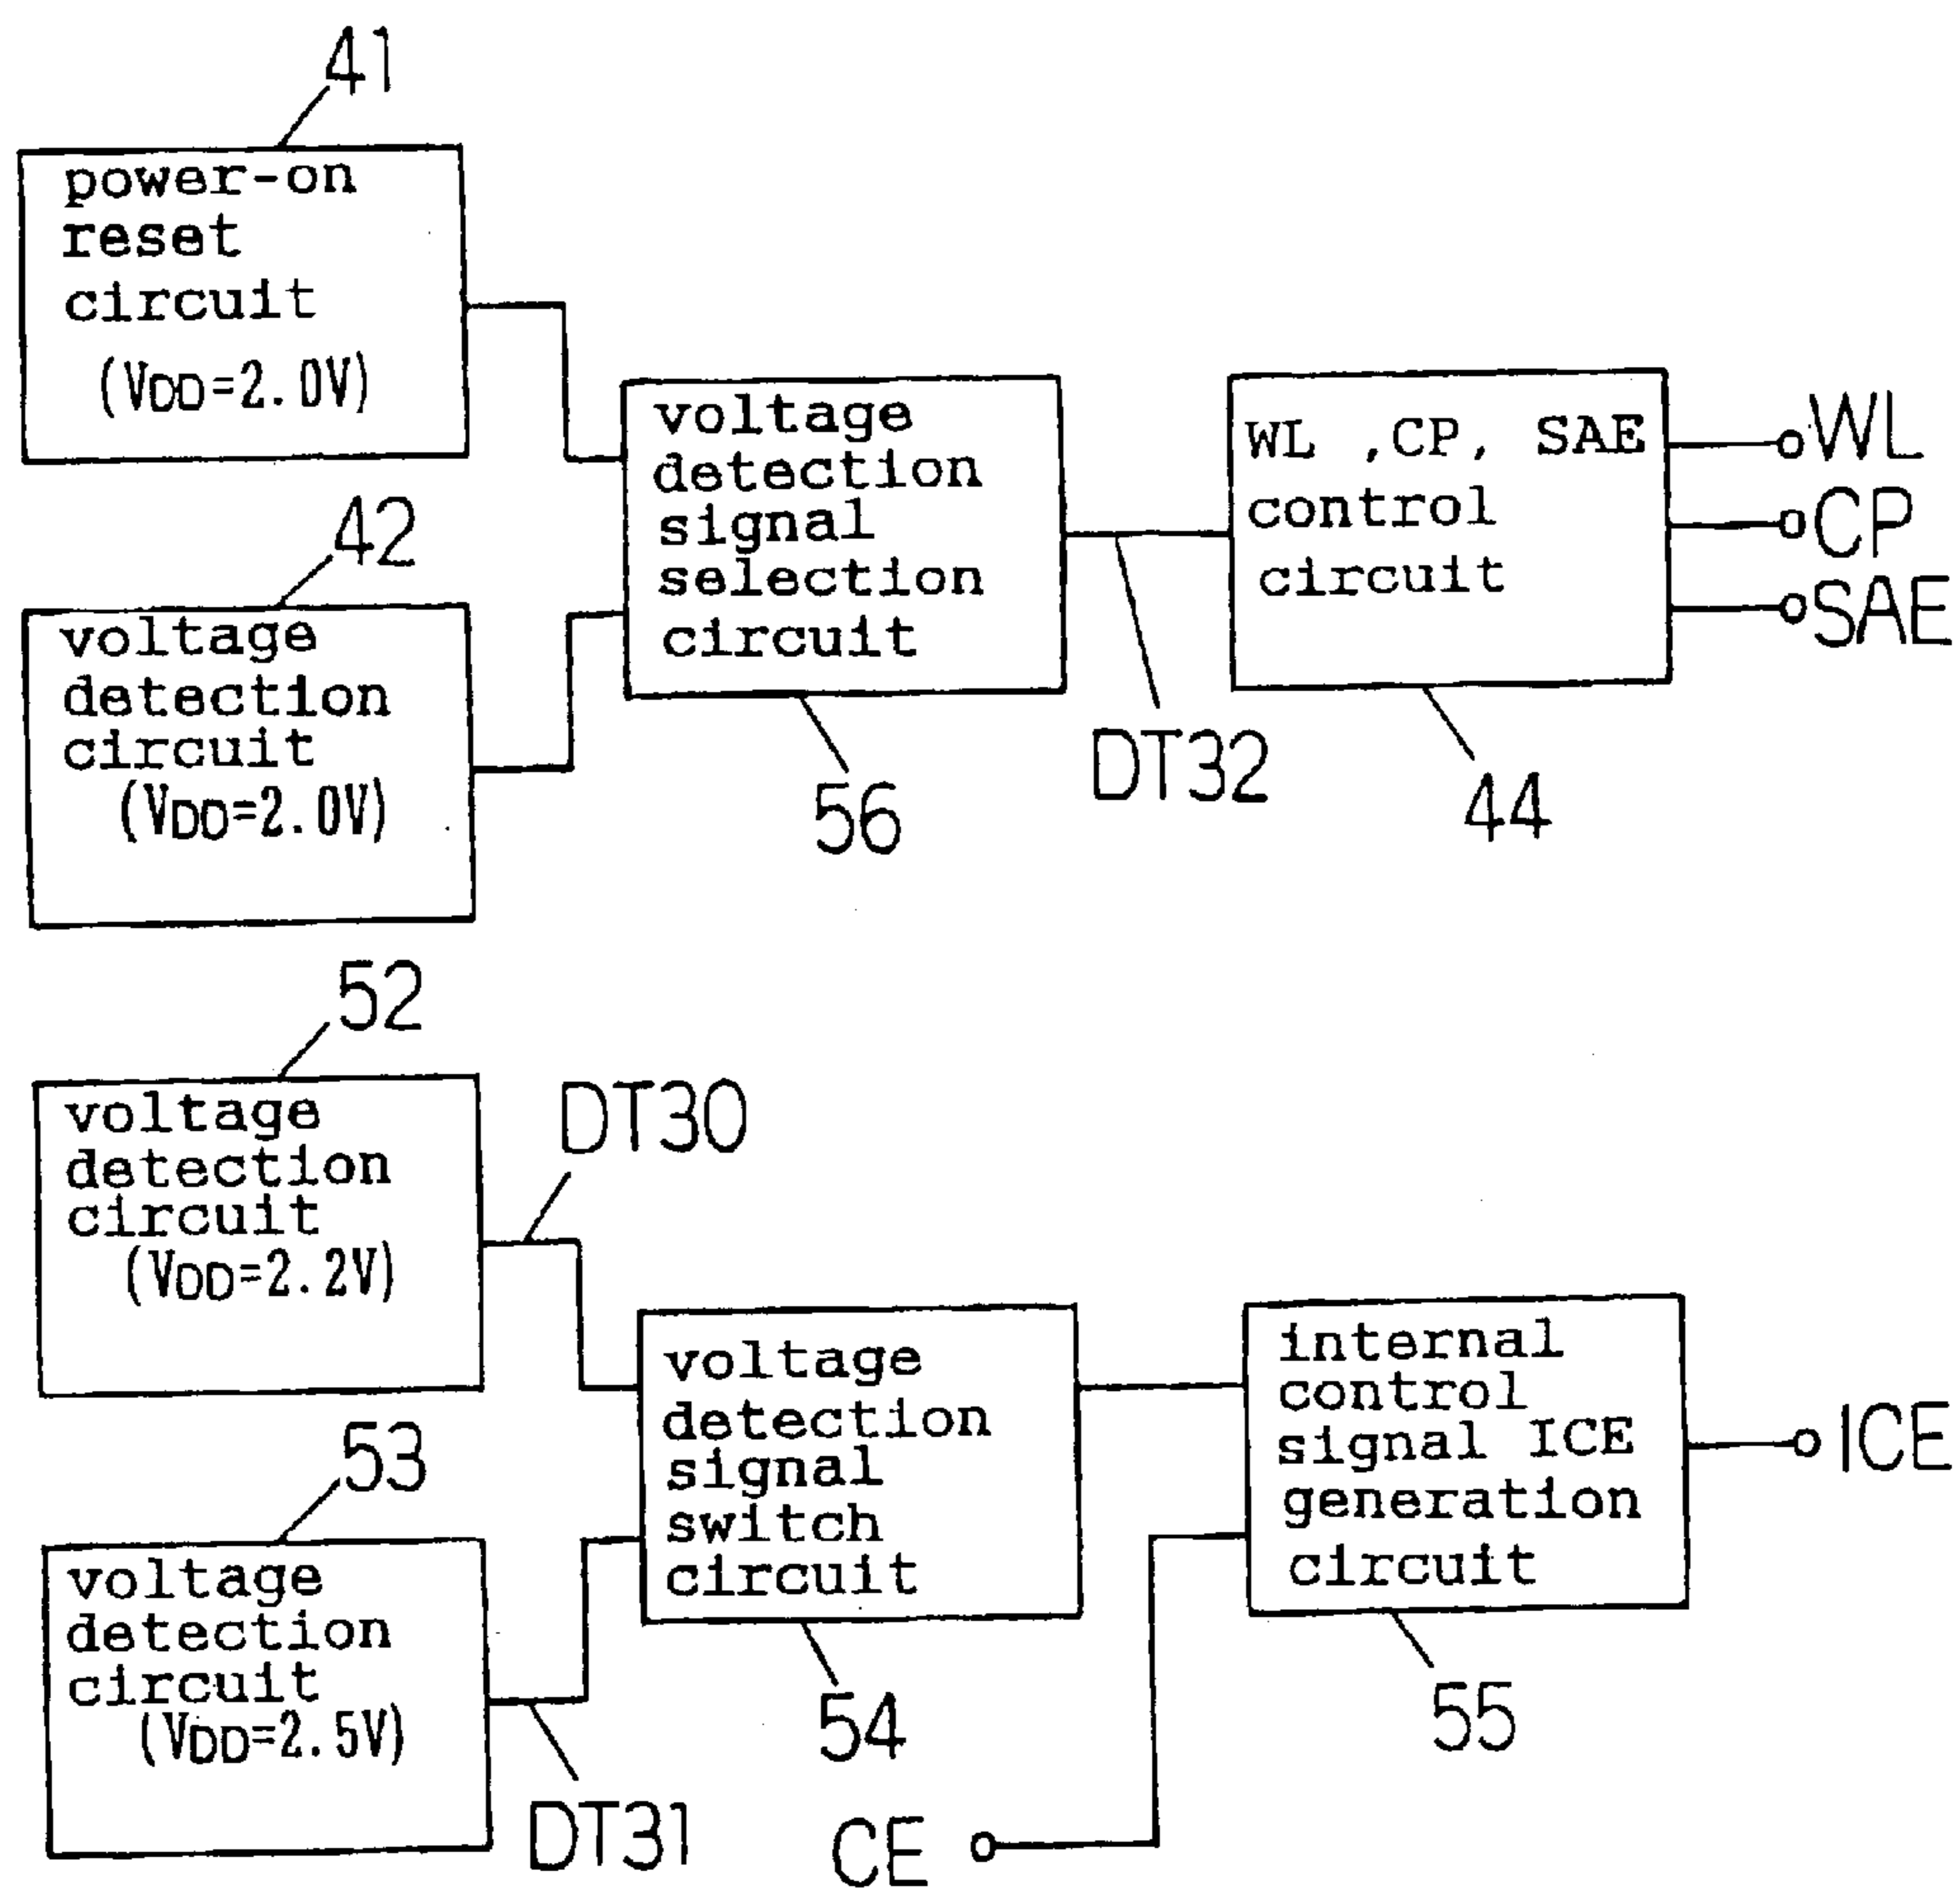 41
power-on
reset
circuit
(VDD=2.0V)
42
voltage
detection
circuit
(VDD=2.0V)
voltage
detection
signal
selection
circuit
56
DT32
WL ,CP, SAE
control
circuit
44
WL
CP
SAE
52
voltage
detection
circuit
(VDD=2.2V)
DT30
53
voltage
detection
circuit
(VDD=2.5V)
DT31
voltage
detection
signal
switch
circuit
54
CE
internal
control
signal ICE
generation
circuit
55
ICE